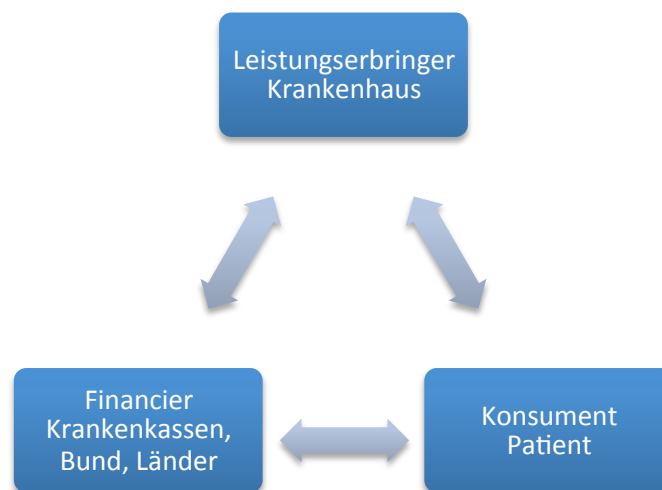 Leistungserbringer
Krankenhaus
Financier
Krankenkassen,
Bund, Länder
Konsument
Patient